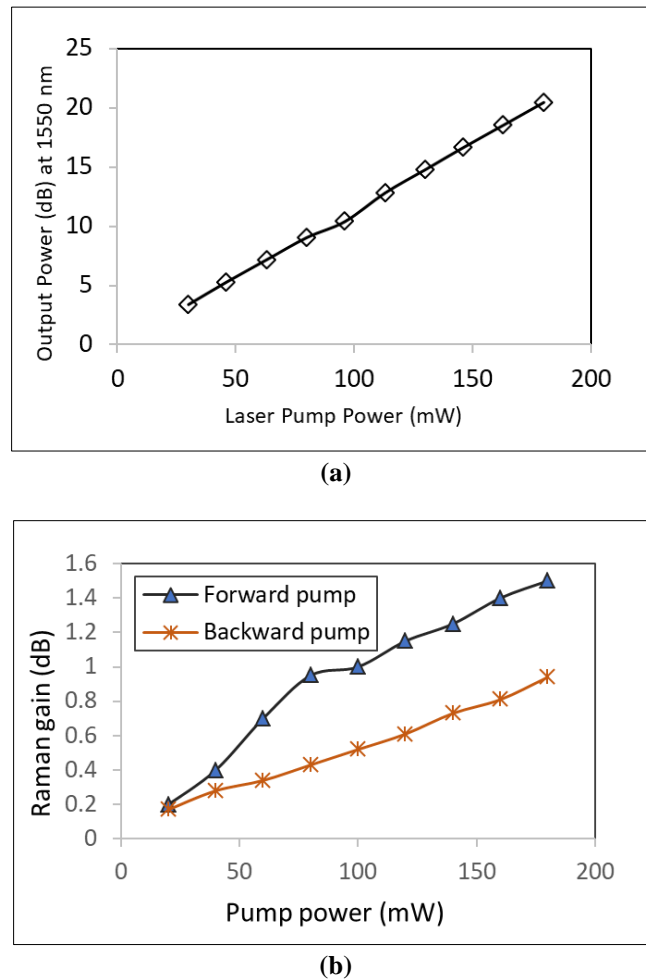 25
20
15
10
5
0
Output Power (dB) at 1550 nm
0 50 100 150 200
Laser Pump Power (mW)
(a)
1.6
1.4
1.2
1
0.8
0.6
0.4
0.2
0
Raman gain (dB)
Forward pump
Backward pump
0 50 100 150 200
Pump power (mW)
(b)